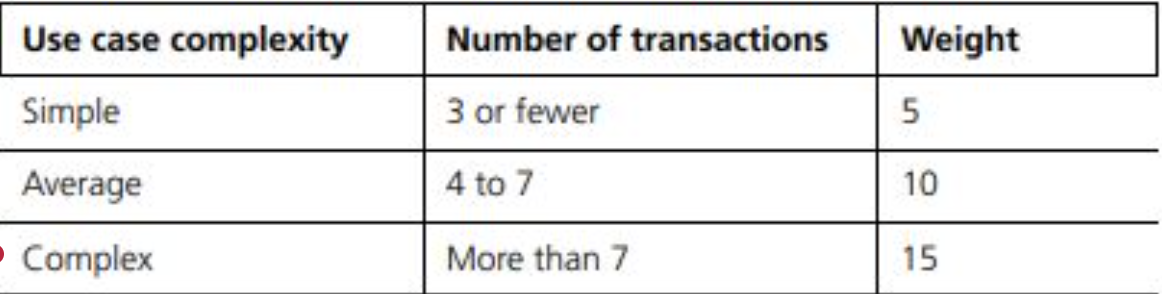 Use case complexity Number of transactions Weight
Simple 3 or fewer 5
Average 4 to 7 10
Complex More than 7 15